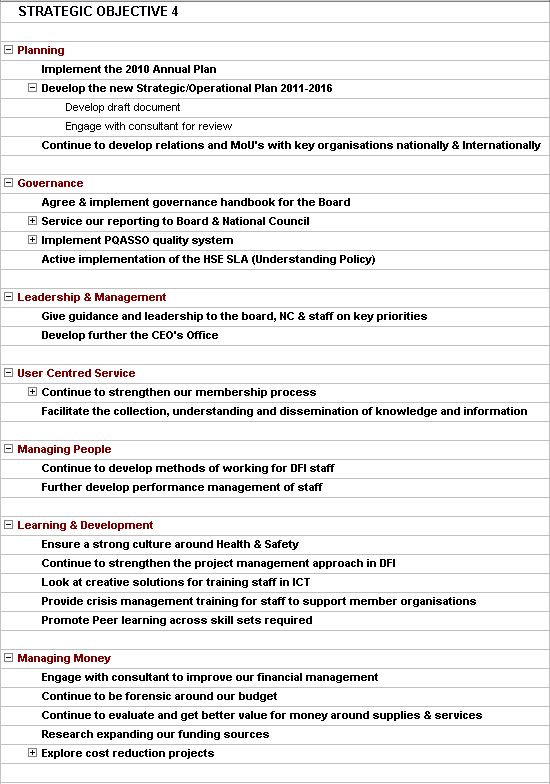 STRATEGIC OBJECTIVE 4
Planning
Implement the 2010 Annual Plan
Develop the new Strategic/Operational Plan 2011-2016
Develop draft document
Engage with consultant for review
Continue to develop relations and MoU's with key organisations nationally & Internationally
Governance
Agree & implement governance handbook for the Board
Service our reporting to Board & National Council
Implement PQASSO quality system
Active implementation of the HSE SLA (Understanding Policy)
Leadership & Management
Give guidance and leadership to the board, NC & staff on key priorities
Develop further the CEO's Office
User Centred Service
Continue to strengthen our membership process
Facilitate the collection, understanding and dissemination of knowledge and information
Managing People
Continue to develop methods of working for DFI staff
Further develop performance management of staff
Learning & Development
Ensure a strong culture around Health & Safety
Continue to strengthen the project management approach in DFI
Look at creative solutions for training staff in ICT
Provide crisis management training for staff to support member organisations
Promote Peer learning across skill sets required
Managing Money
Engage with consultant to improve our financial management
Continue to be forensic around our budget
Continue to evaluate and get better value for money around supplies & services
Research expanding our funding sources
Explore cost reduction projects